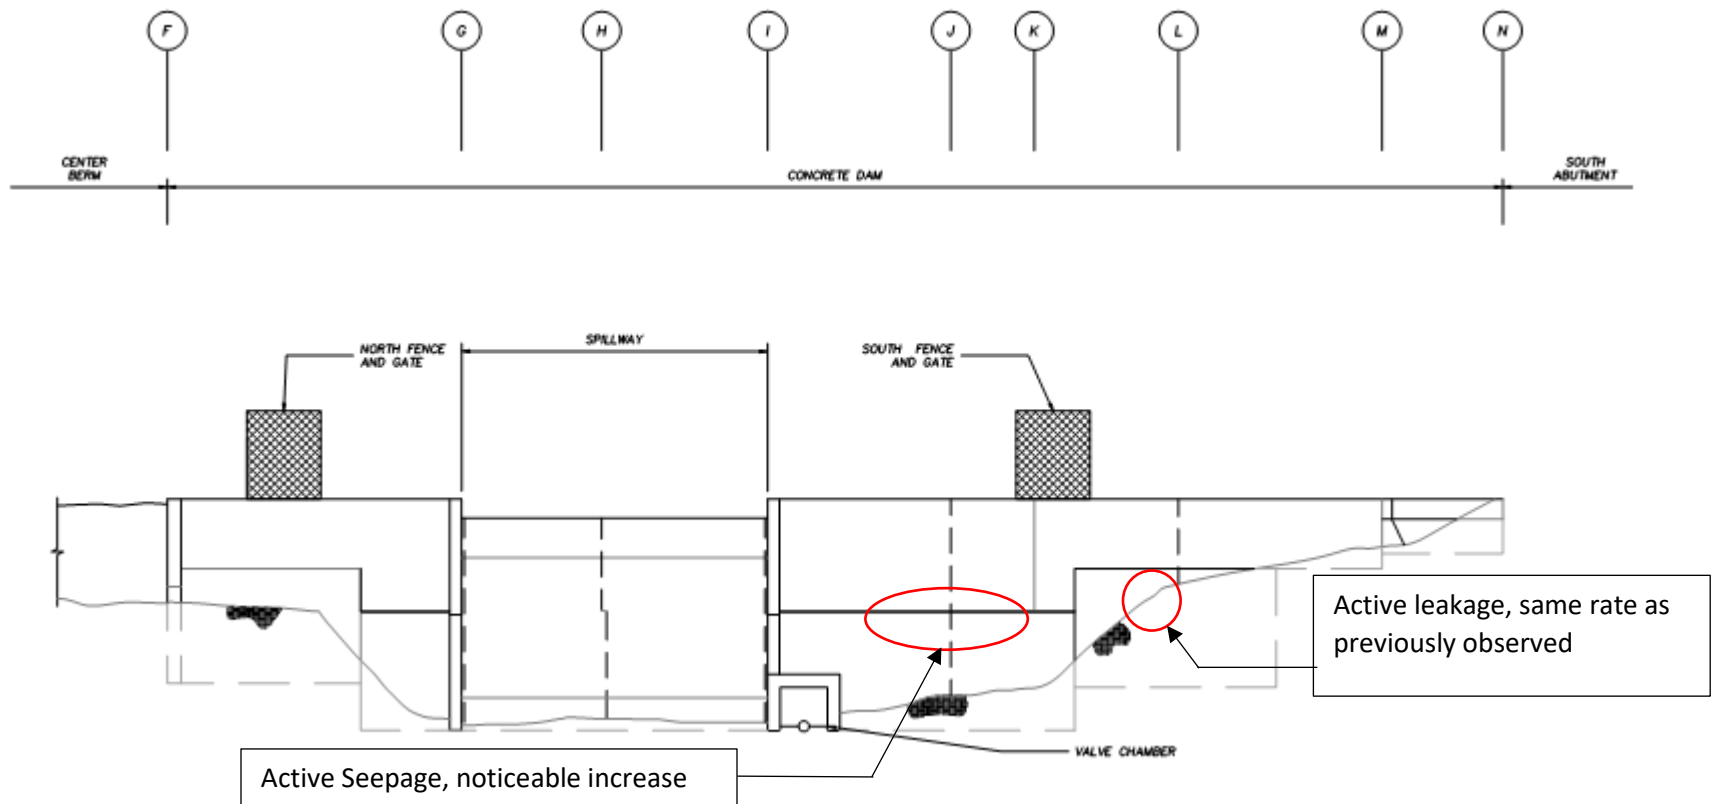 F G H I J K L M N
CENTER
BERM
CONCRETE DAM
SOUTH
ABUTMENT
NORTH FENCE
AND GATE
SPILLWAY
SOUTH FENCE
AND GATE
Active leakage, same rate as
previously observed
VALVE CHAMBER
Active Seepage, noticeable increase